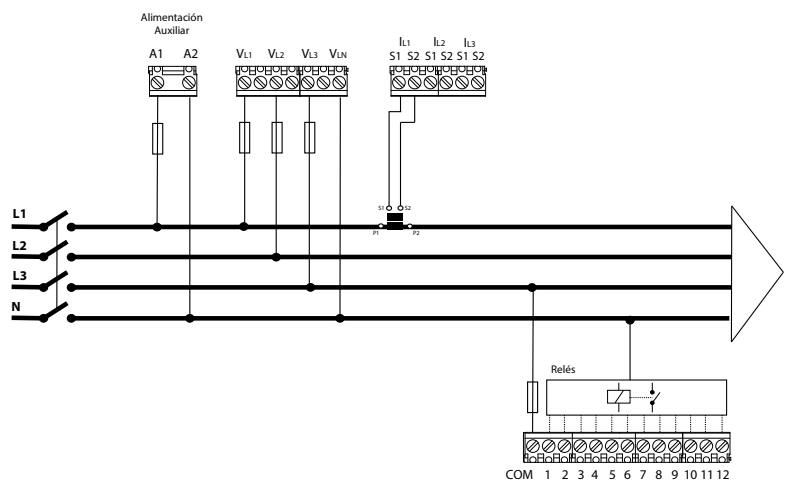 Alimentación
Auxiliar
A1 A2
VL1 VL2 VL3 VLN
IL1 IL2 IL3
S1 S2 S1 S2 S1 S2
S1 S2
L1
P1 P2
L2
L3
N
Relés
COM 1 2 3 4 5 6 7 8 9 10 11 12